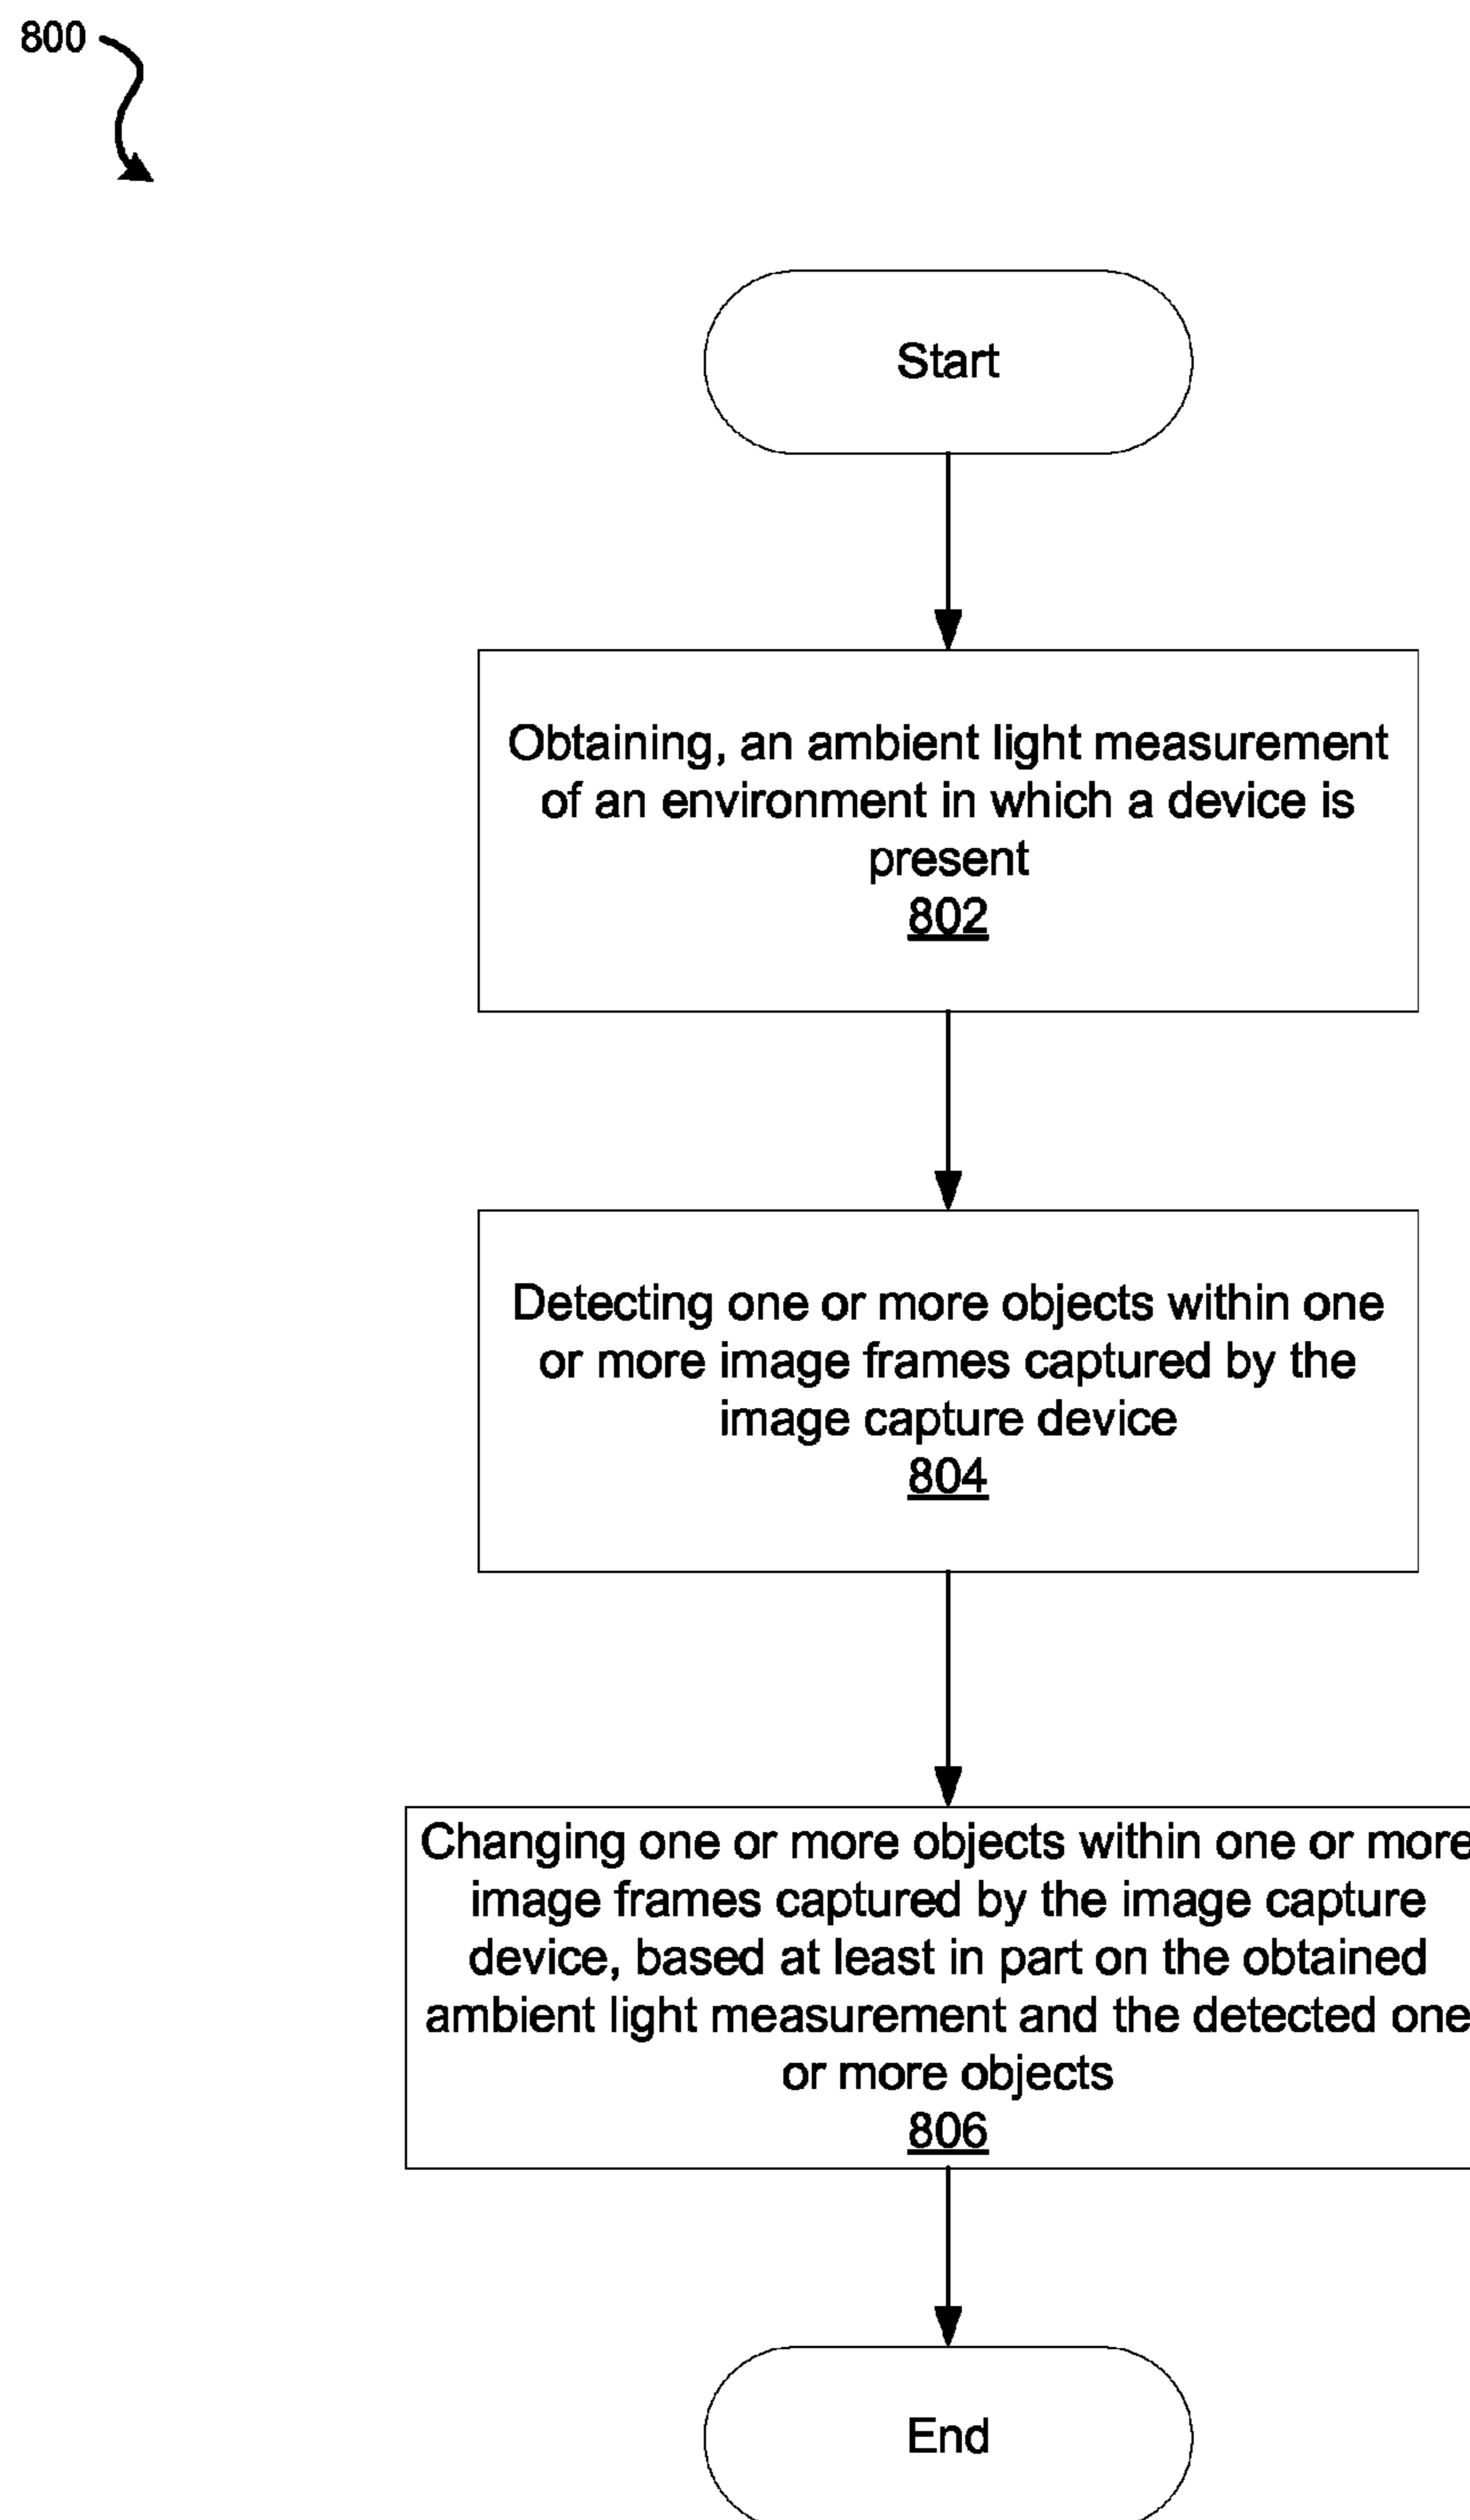 800
Start
Obtaining, an ambient light measurement
of an environment in which a device is
present
802
Detecting one or more objects within one
or more image frames captured by the
image capture device
804
Changing one or more objects within one or more
image frames captured by the image capture
device, based at least in part on the obtained
ambient light measurement and the detected one
or more objects
806
End